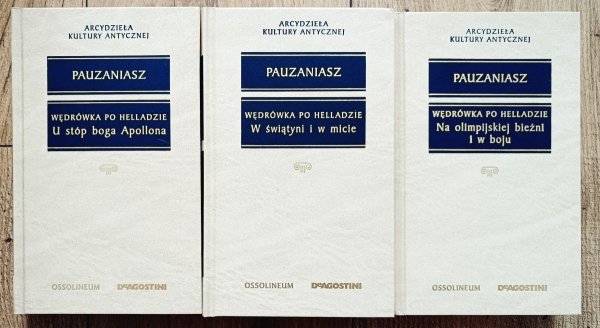 ARCYDZIEŁA
KULTURY ANTYCZNEJ
PAUZANIASZ
WĘDRÓWKA PO HELLADZIE
U stóp boga Apollona
OSSOLINEUM DEAGOSTINI
ARCYDZIEŁA
KULTURY ANTYCZNEJ
PAUZANIASZ
WĘDRÓWKA PO HELLADZIE
W świątyni i w micie
OSSOLINEUM DEAGOSTINI
ARCYDZIEŁA
KULTURY ANTYCZNEJ
PAUZANIASZ
WĘDRÓWKA PO HELLADZIE
Na olimpijskiej bieżni
I w boju
OSSOLINEUM DEAGOSTINI